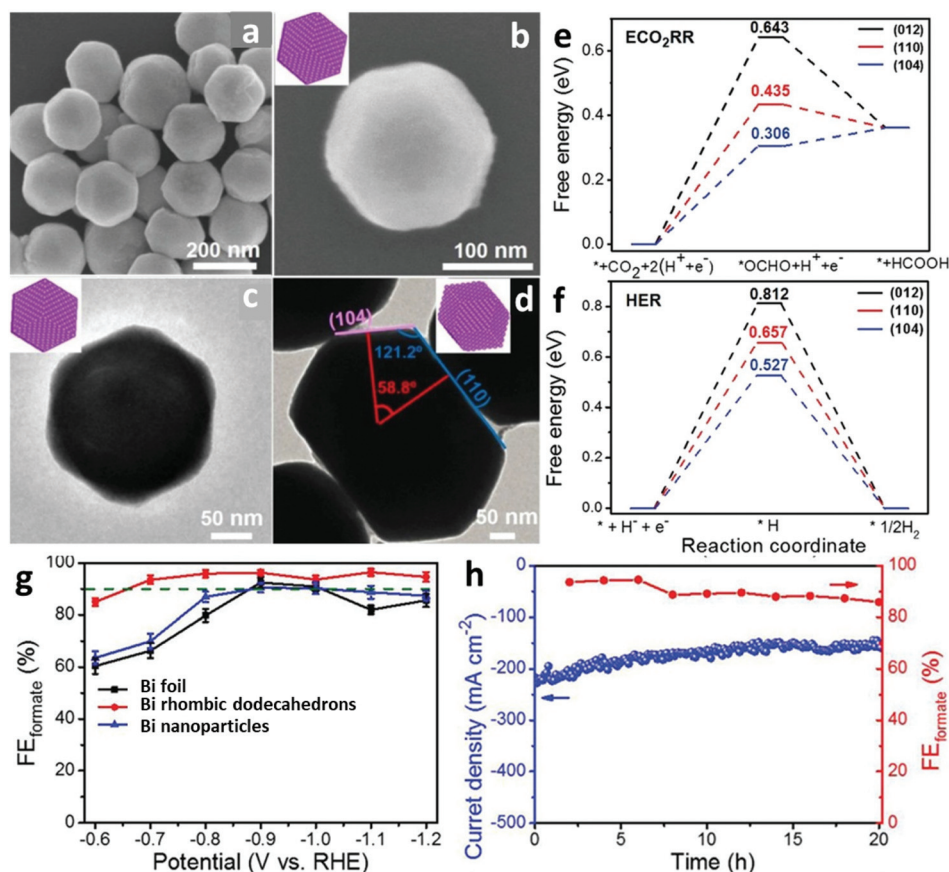 a
200 nm
b
100 nm
c
50 nm
d
(104)
121.2°
58.8°
(110)
50 nm
e
ECO₂RR
(012)
(110)
(104)
0.643
0.435
0.306
Free energy (eV)
0.6
0.4
0.2
0.0
*+CO₂+2(H⁺+e⁻) *OCHO+H⁺+e⁻ *+HCOOH
f
HER
(012)
(110)
(104)
0.812
0.657
0.527
Free energy (eV)
0.8
0.6
0.4
0.2
0.0
* + H⁻ + e⁻ * H * 1/2H₂
Reaction coordinate
g
FEformate (%)
100
80
60
80
40
20
0
Bi foil
Bi rhombic dodecahedrons
Bi nanoparticles
-0.6 -0.7 -0.8 -0.9 -1.0 -1.1 -1.2
Potential (V vs. RHE)
h
Curret density (mA cm⁻²)
0
-100
-200
-300
-400
-500
100
80
60
40
20
0
FEformate (%)
0 5 10 15 20
Time (h)